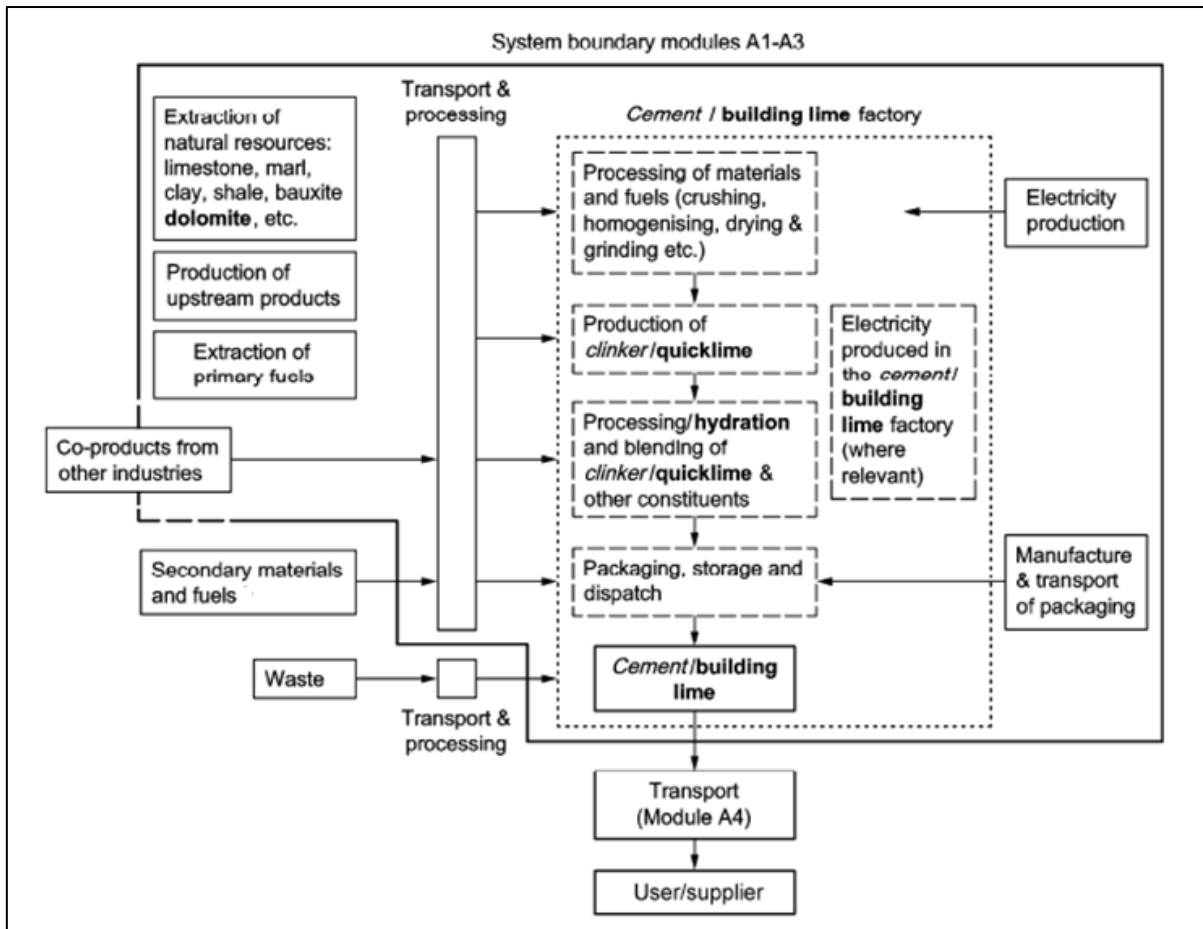 System boundary modules A1-A3
Transport &
processing
Cement / building lime factory
Extraction of
natural resources:
limestone, marl,
clay, shale, bauxite
dolomite, etc.
Production of
upstream products
Extraction of
primary fuels
Co-products from
other industries
Secondary materials
and fuels
Waste
Transport &
processing
Processing of materials
and fuels (crushing,
homogenising, drying &
grinding etc.)
Production of
clinker/quicklime
Processing/hydration
and blending of
clinker/quicklime &
other constituents
Packaging, storage and
dispatch
Cement/building
lime
Electricity
produced in
the cement/
building
lime factory
(where
relevant)
Electricity
production
Manufacture
& transport
of packaging
Transport
(Module A4)
User/supplier